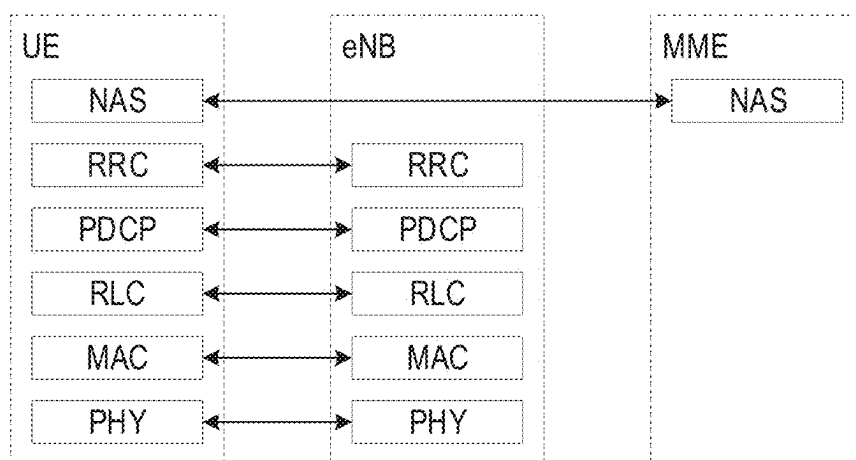 UE eNB MME
NAS NAS
RRC RRC
PDCP PDCP
RLC RLC
MAC MAC
PHY PHY